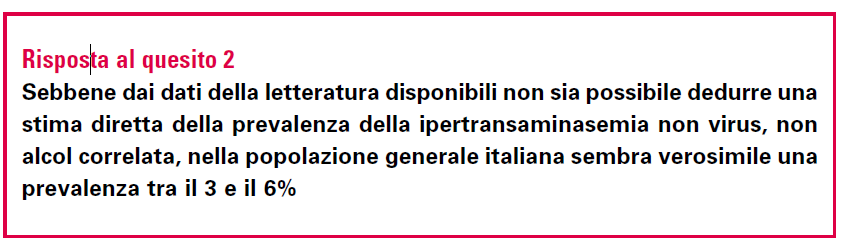 Risposta al quesito 2
Sebbene dai dati della letteratura disponibili non sia possibile dedurre una
stima diretta della prevalenza della ipertransaminasemia non virus, non
alcol correlata, nella popolazione generale italiana sembra verosimile una
prevalenza tra il 3 e il 6%